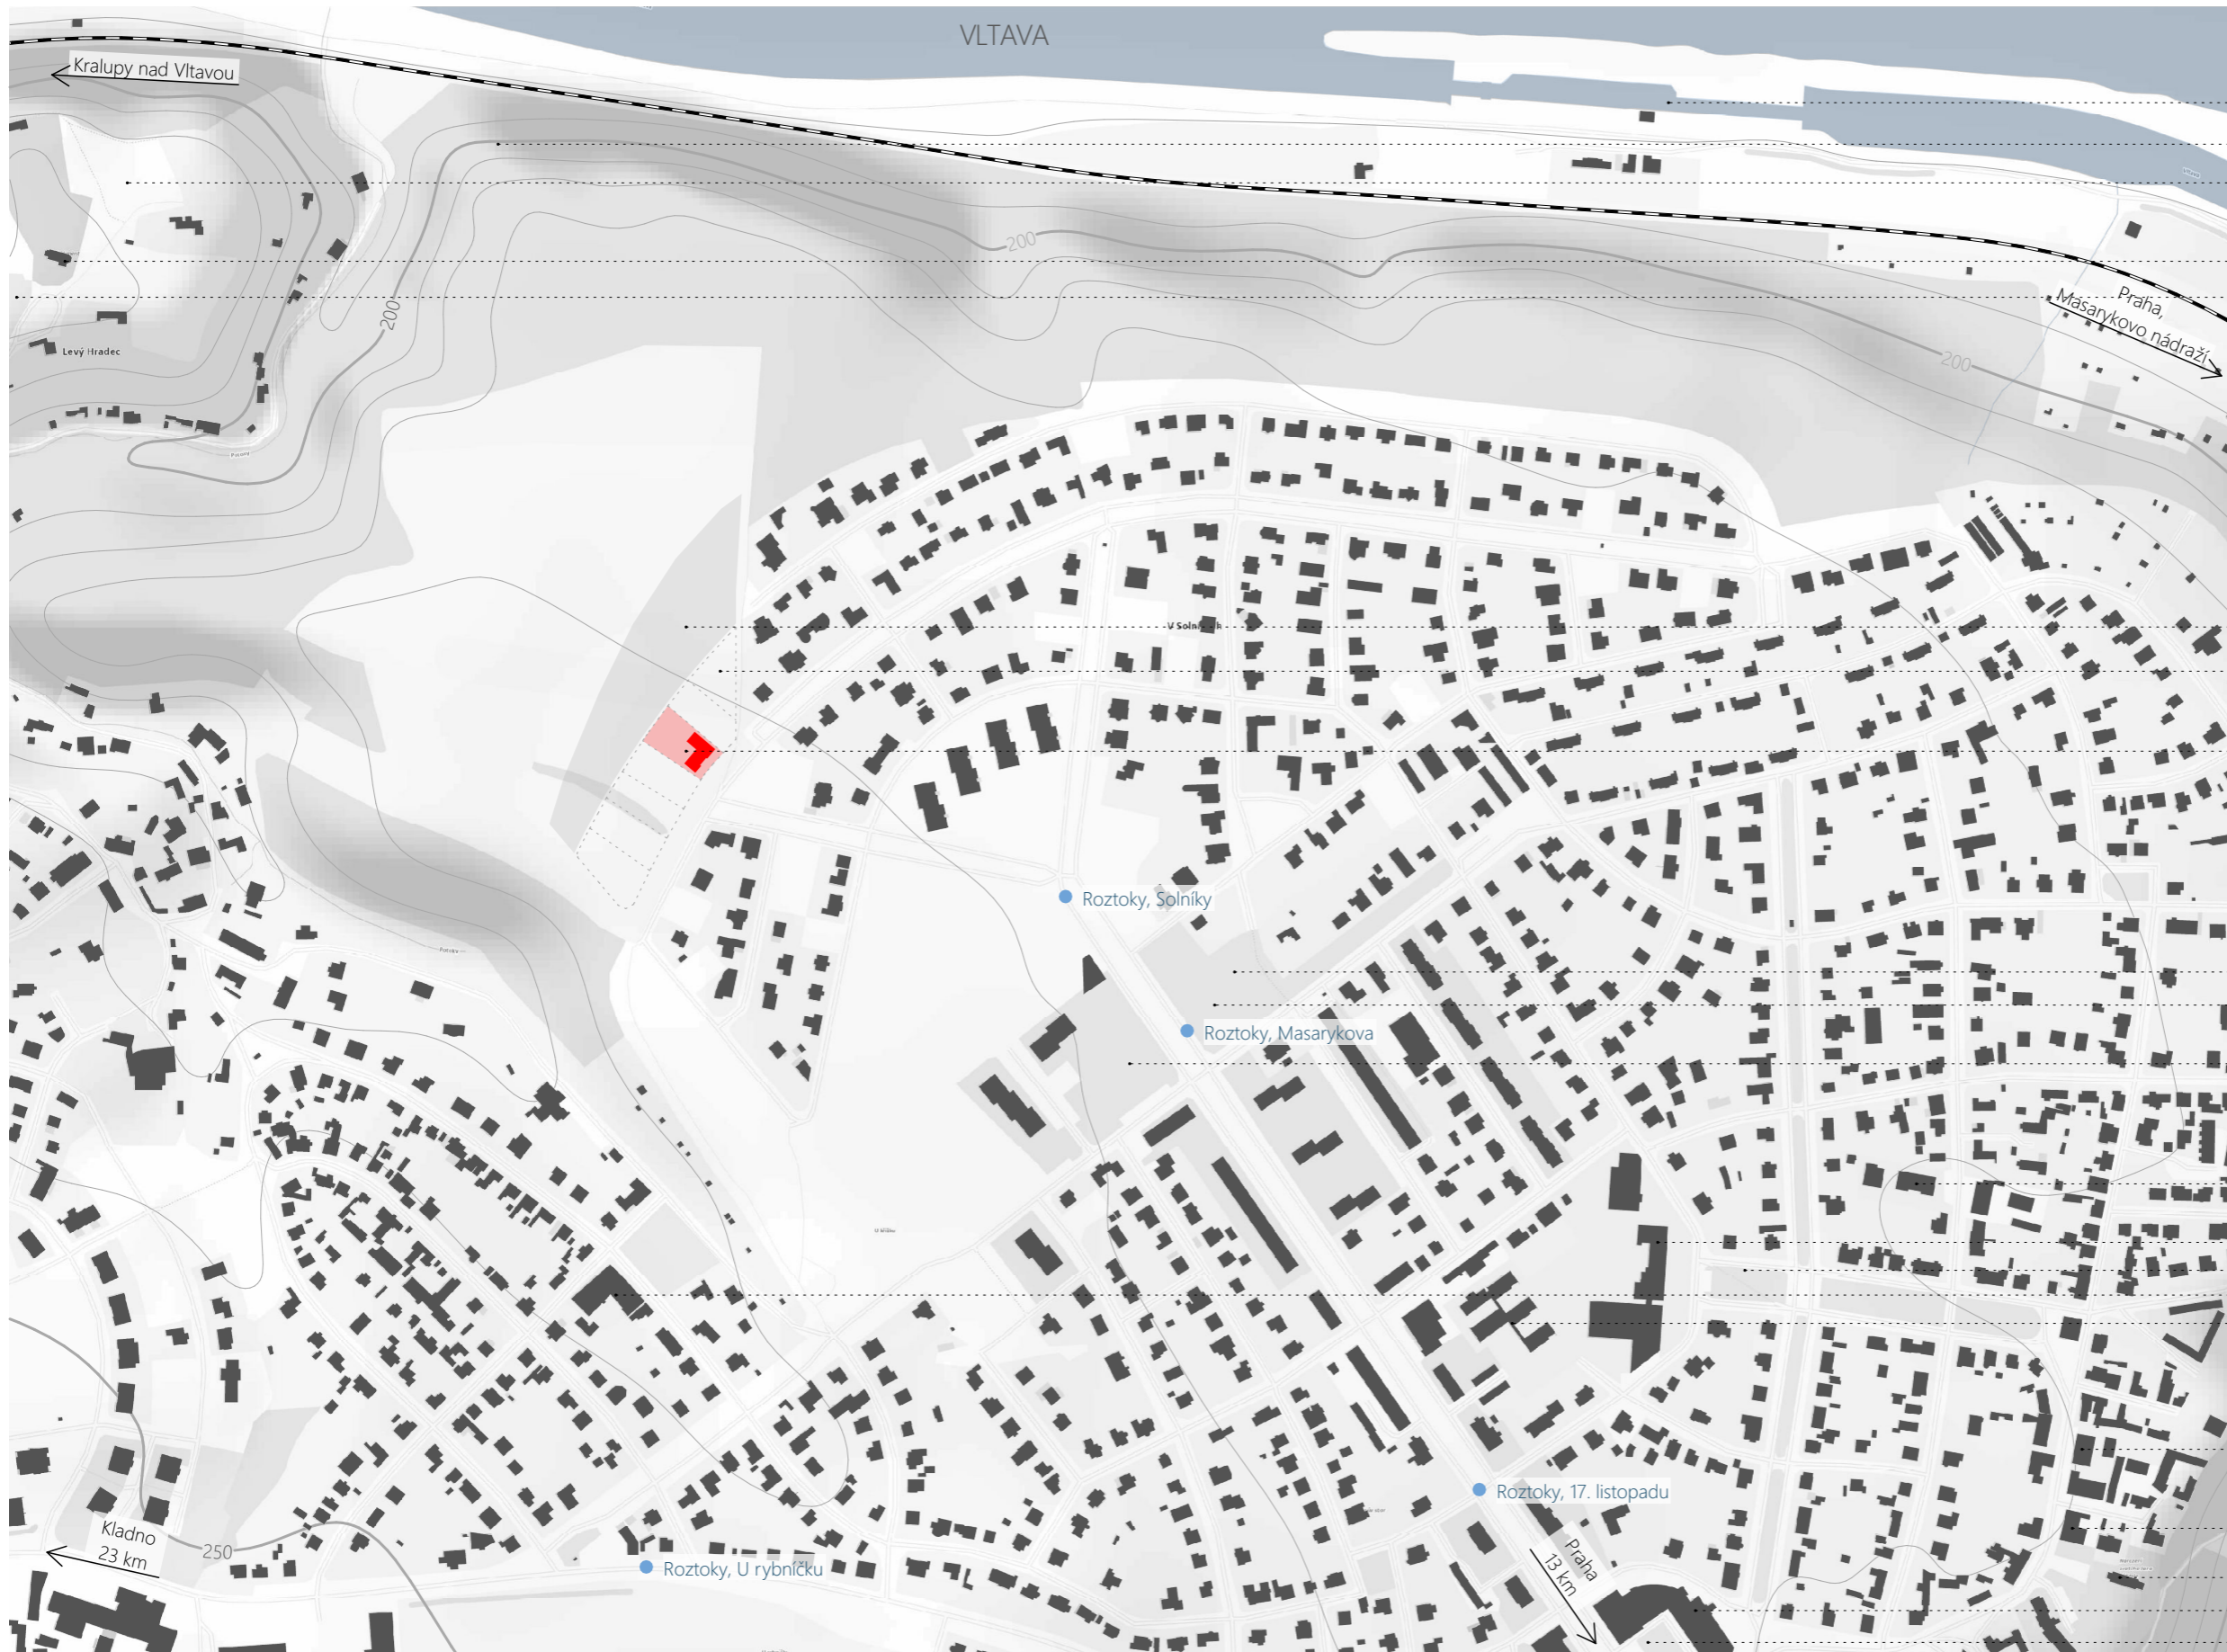 VLTAVA
Kralupy nad Vltavou
200
200
200
Praha,
Masarykovo nádraží
Levý Hradec
Roztoky, Solníky
Roztoky, Masarykova
Roztoky, 17. listopadu
Kladno
23 km
250
Roztoky, U rybníčku
Praha
13 km